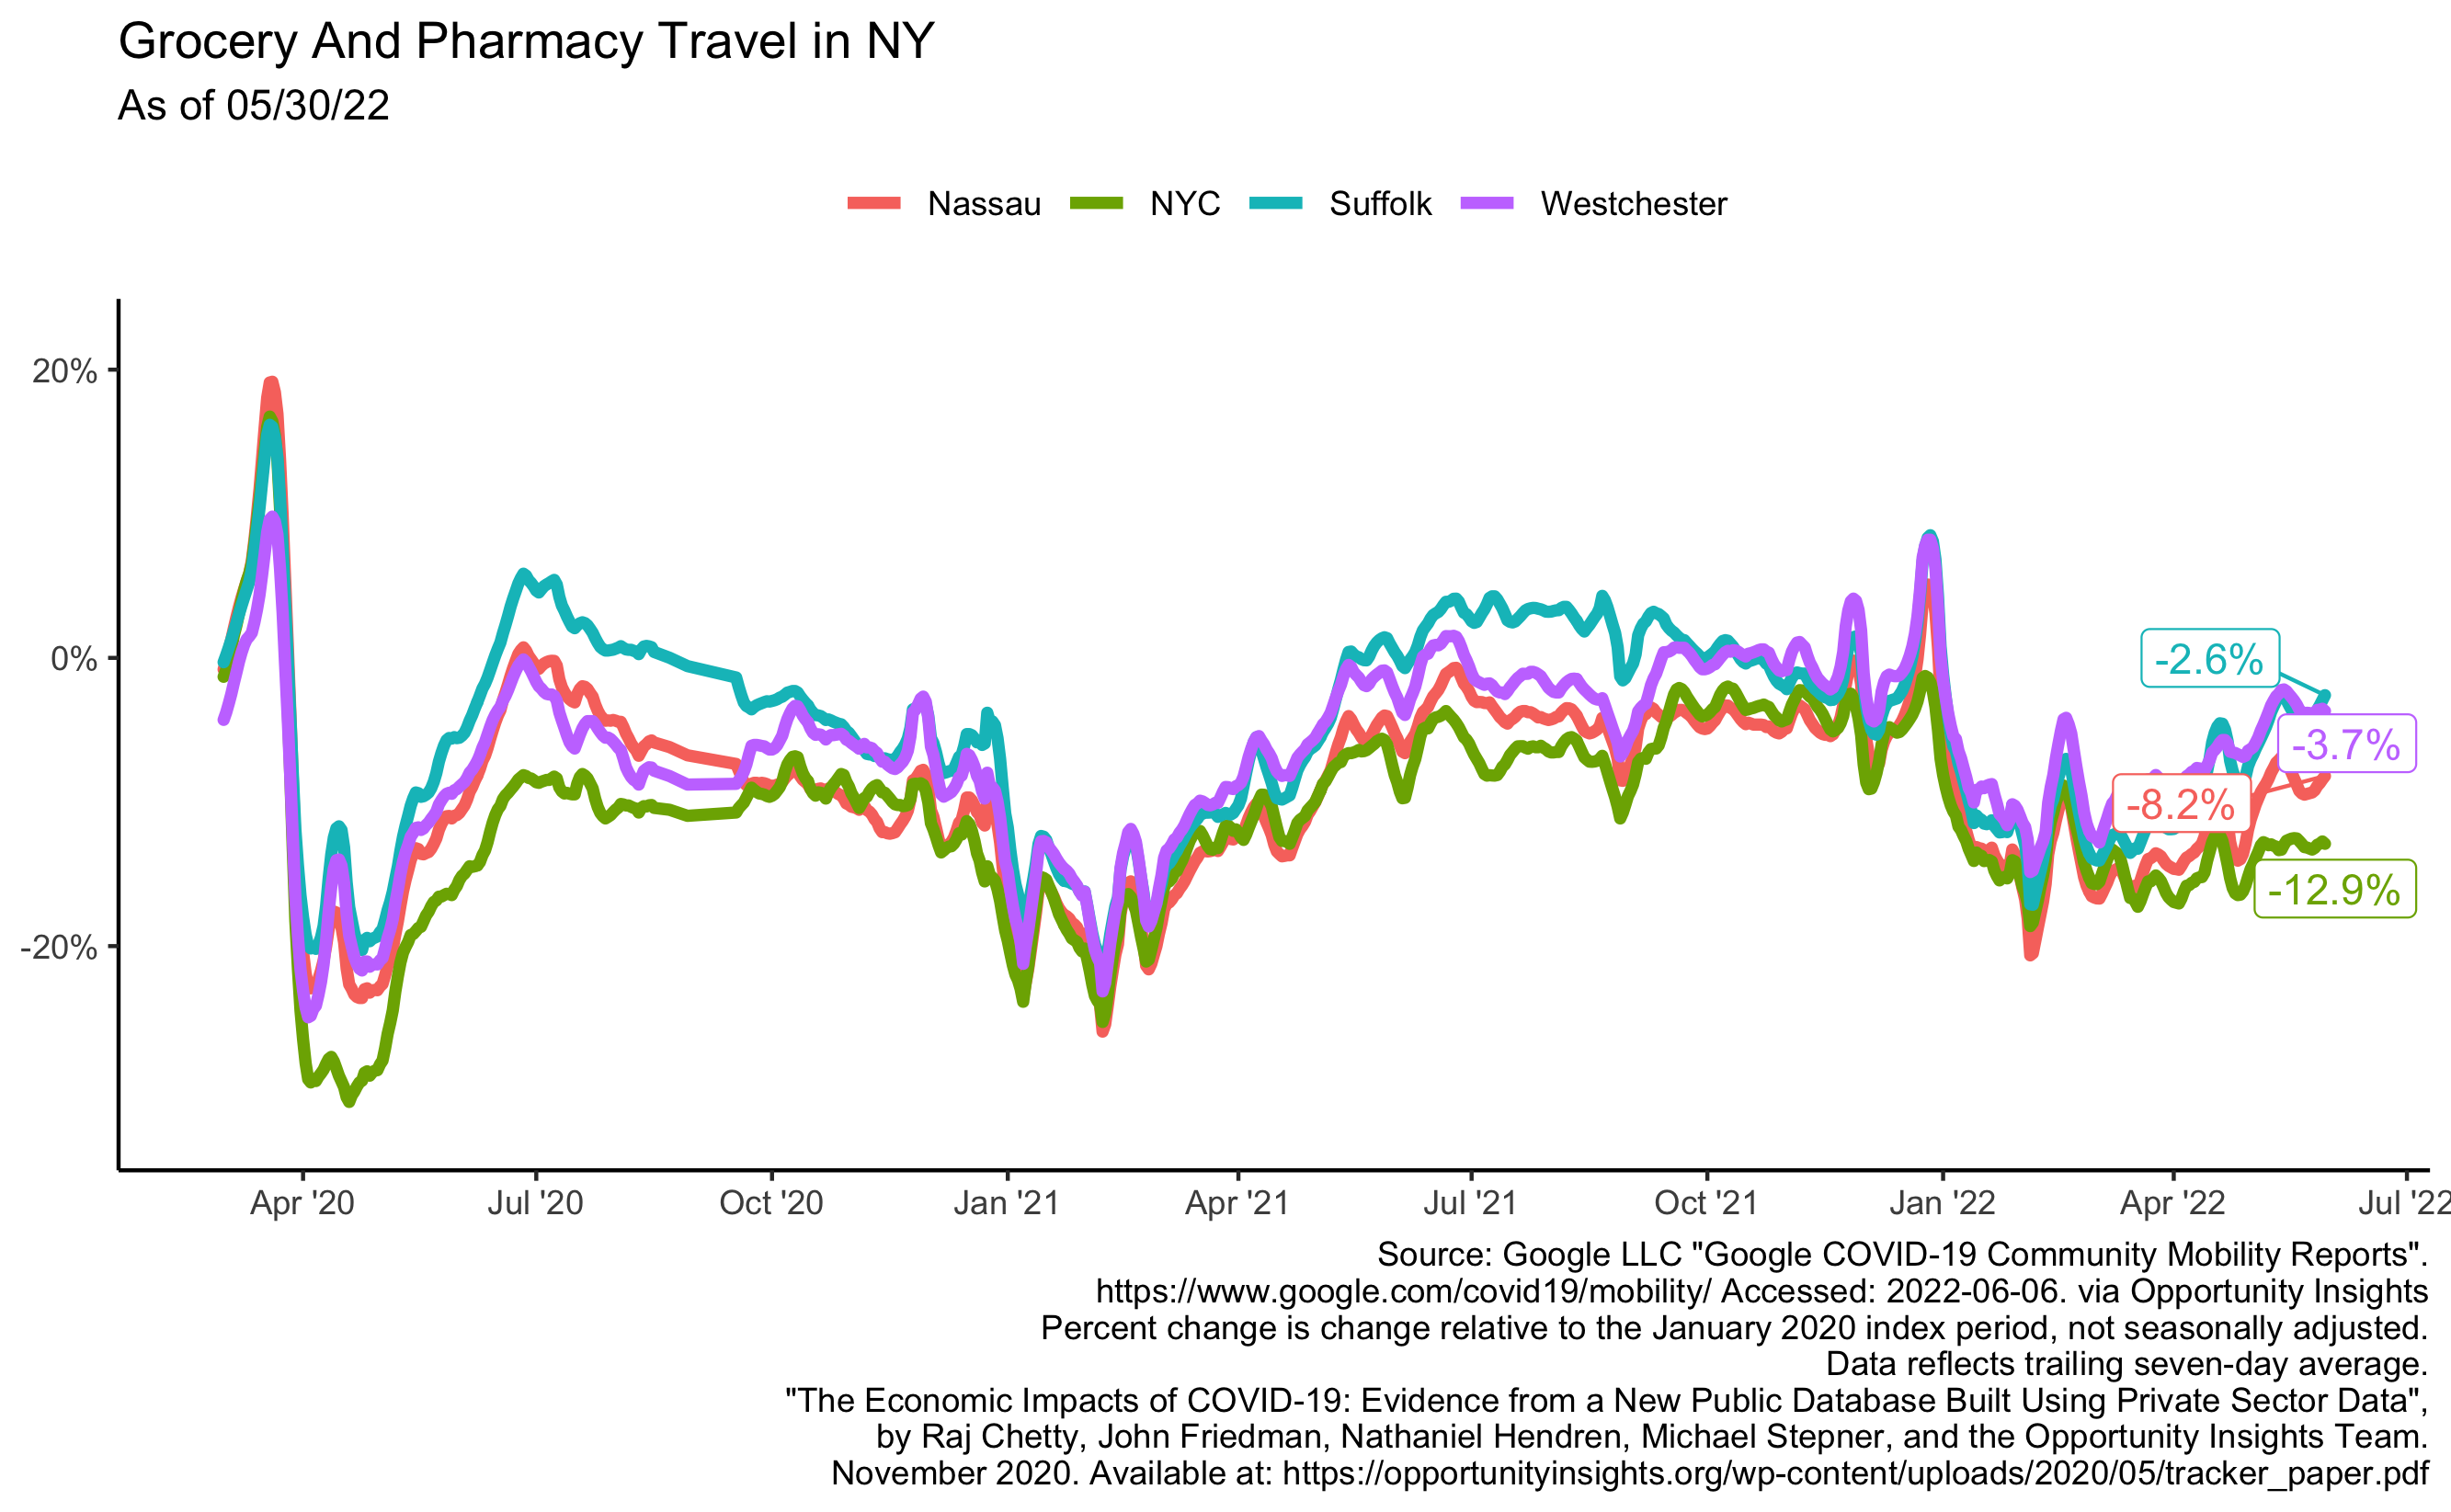 Grocery And Pharmacy Travel in NY
As of 05/30/22
Nassau NYC Suffolk Westchester
20%
0%
-20%
-2.6%
-3.7%
-8.2%
-12.9%
Apr '20 Jul '20 Oct '20 Jan '21 Apr '21 Jul '21 Oct '21 Jan '22 Apr '22 Jul '22
Source: Google LLC "Google COVID-19 Community Mobility Reports".
https://www.google.com/covid19/mobility/ Accessed: 2022-06-06. via Opportunity Insights
Percent change is change relative to the January 2020 index period, not seasonally adjusted.
Data reflects trailing seven-day average.
"The Economic Impacts of COVID-19: Evidence from a New Public Database Built Using Private Sector Data",
by Raj Chetty, John Friedman, Nathaniel Hendren, Michael Stepner, and the Opportunity Insights Team.
November 2020. Available at: https://opportunityinsights.org/wp-content/uploads/2020/05/tracker_paper.pdf